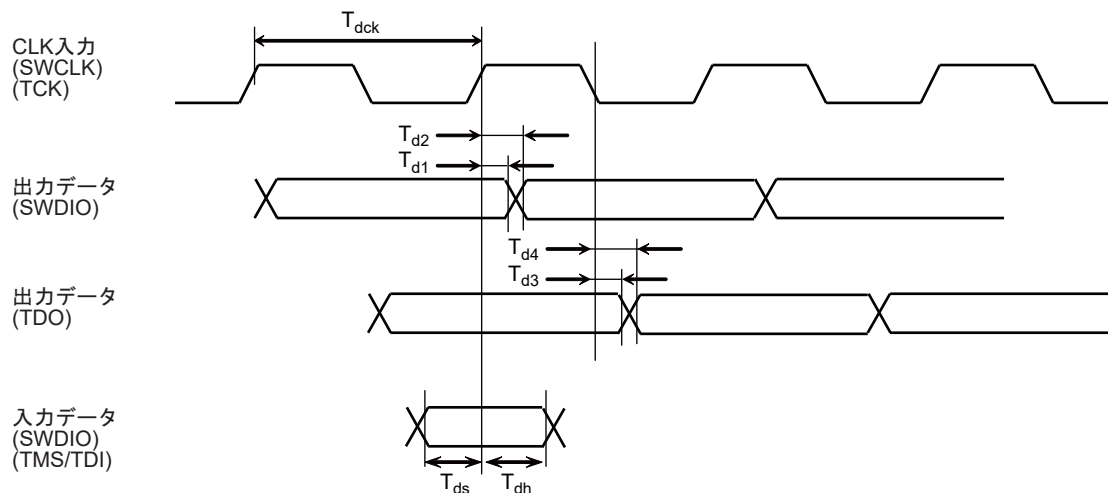 Tdck
CLK入力
(SWCLK)
(TCK)
Td2
Td1
出力データ
(SWDIO)
Td4
Td3
出力データ
(TDO)
入力データ
(SWDIO)
(TMS/TDI)
Tds Tdh